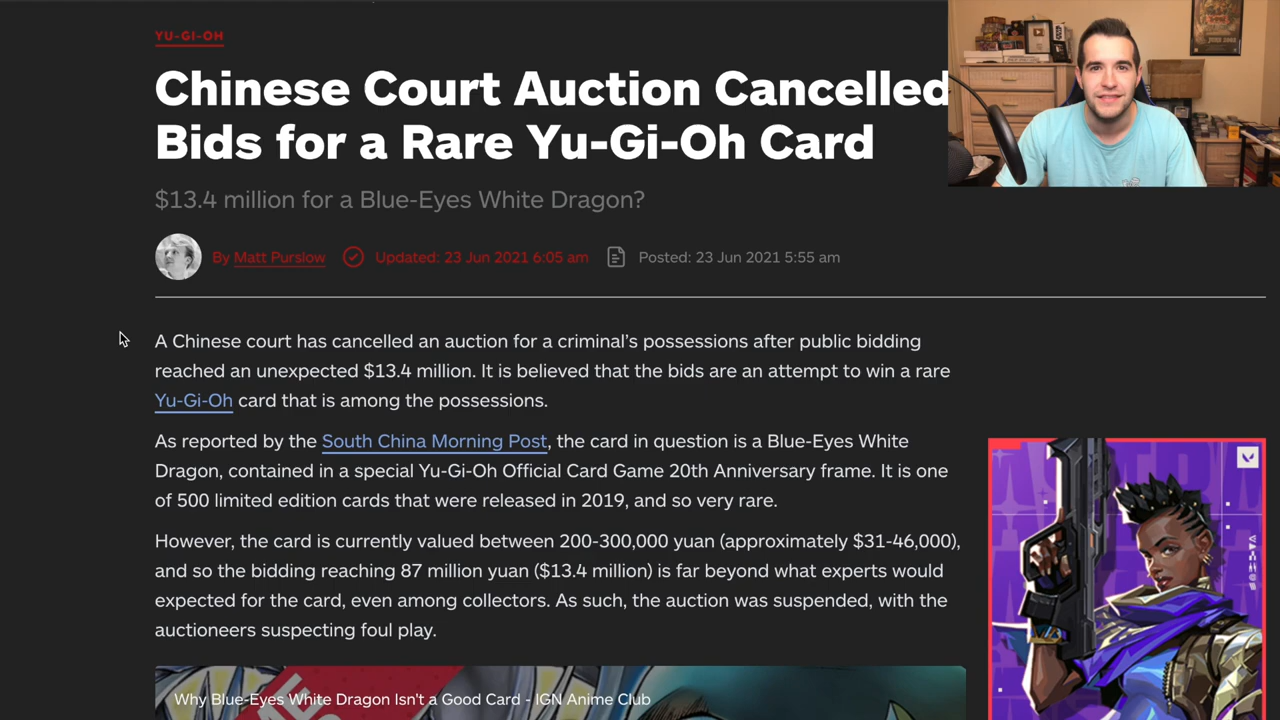 YU-GI-OH
Chinese Court Auction Cancelled
Bids for a Rare Yu-Gi-Oh Card
$13.4 million for a Blue-Eyes White Dragon?
By Matt Purslow Updated: 23 Jun 2021 6:05 am Posted: 23 Jun 2021 5:55 am
A Chinese court has cancelled an auction for a criminal's possessions after public bidding
reached an unexpected $13.4 million. It is believed that the bids are an attempt to win a rare
Yu-Gi-Oh card that is among the possessions.
As reported by the South China Morning Post, the card in question is a Blue-Eyes White
Dragon, contained in a special Yu-Gi-Oh Official Card Game 20th Anniversary frame. It is one
of 500 limited edition cards that were released in 2019, and so very rare.
However, the card is currently valued between 200-300,000 yuan (approximately $31-46,000),
and so the bidding reaching 87 million yuan ($13.4 million) is far beyond what experts would
expected for the card, even among collectors. As such, the auction was suspended, with the
auctioneers suspecting foul play.
Why Blue-Eyes White Dragon Isn't a Good Card - IGN Anime Club